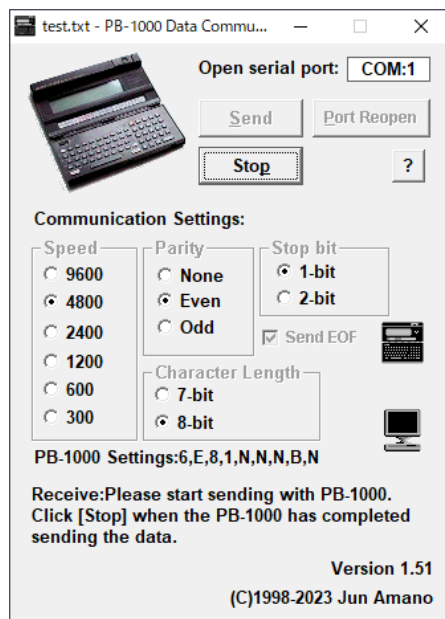 test.txt - PB-1000 Data Commu...
Open serial port: COM:1
Send
Port Reopen
Stop
?
Communication Settings:
Speed
9600
4800
2400
1200
600
300
Parity
None
Even
Odd
Stop bit
1-bit
2-bit
Send EOF
Character Length
7-bit
8-bit
PB-1000 Settings:6,E,8,1,N,N,N,B,N
Receive:Please start sending with PB-1000.
Click [Stop] when the PB-1000 has completed
sending the data.
Version 1.51
(C)1998-2023 Jun Amano